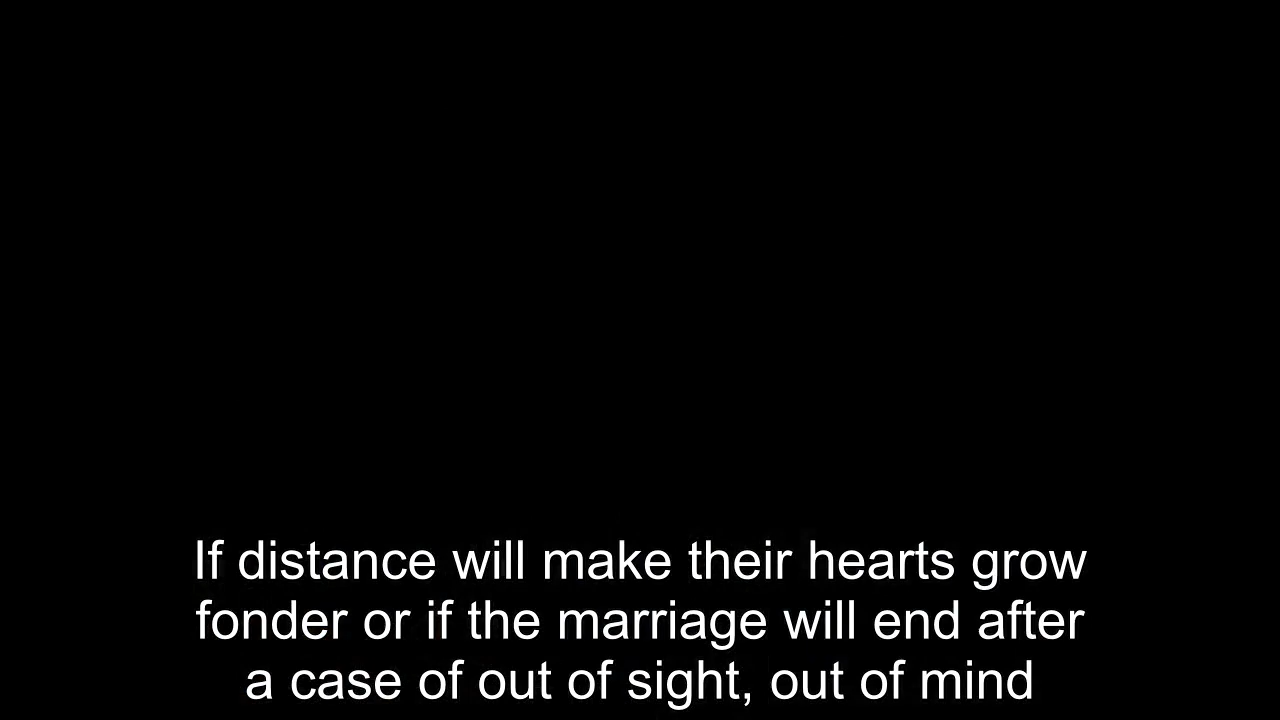 If distance will make their hearts grow
fonder or if the marriage will end after
a case of out of sight, out of mind